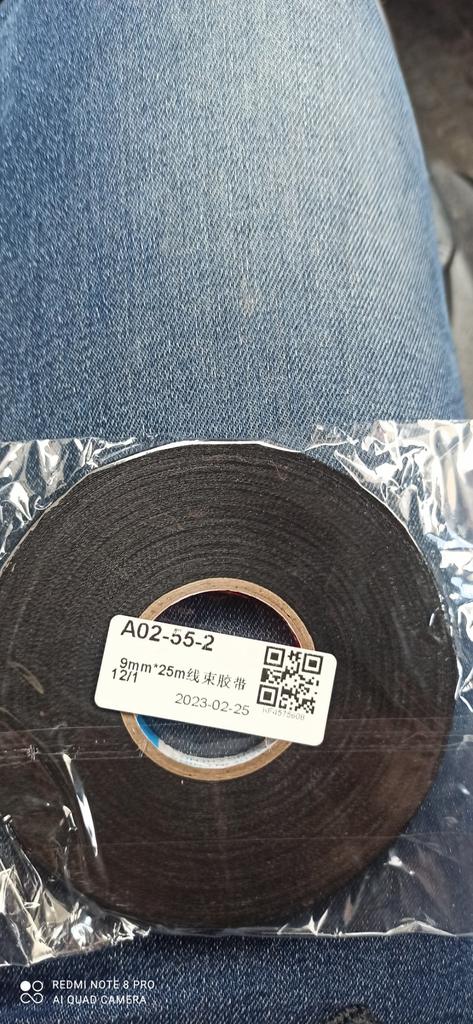 A02-55-2
9mm*25m线束胶带
12/1
2023-02-25
REDMI NOTE 8 PRO
AI QUAD CAMERA